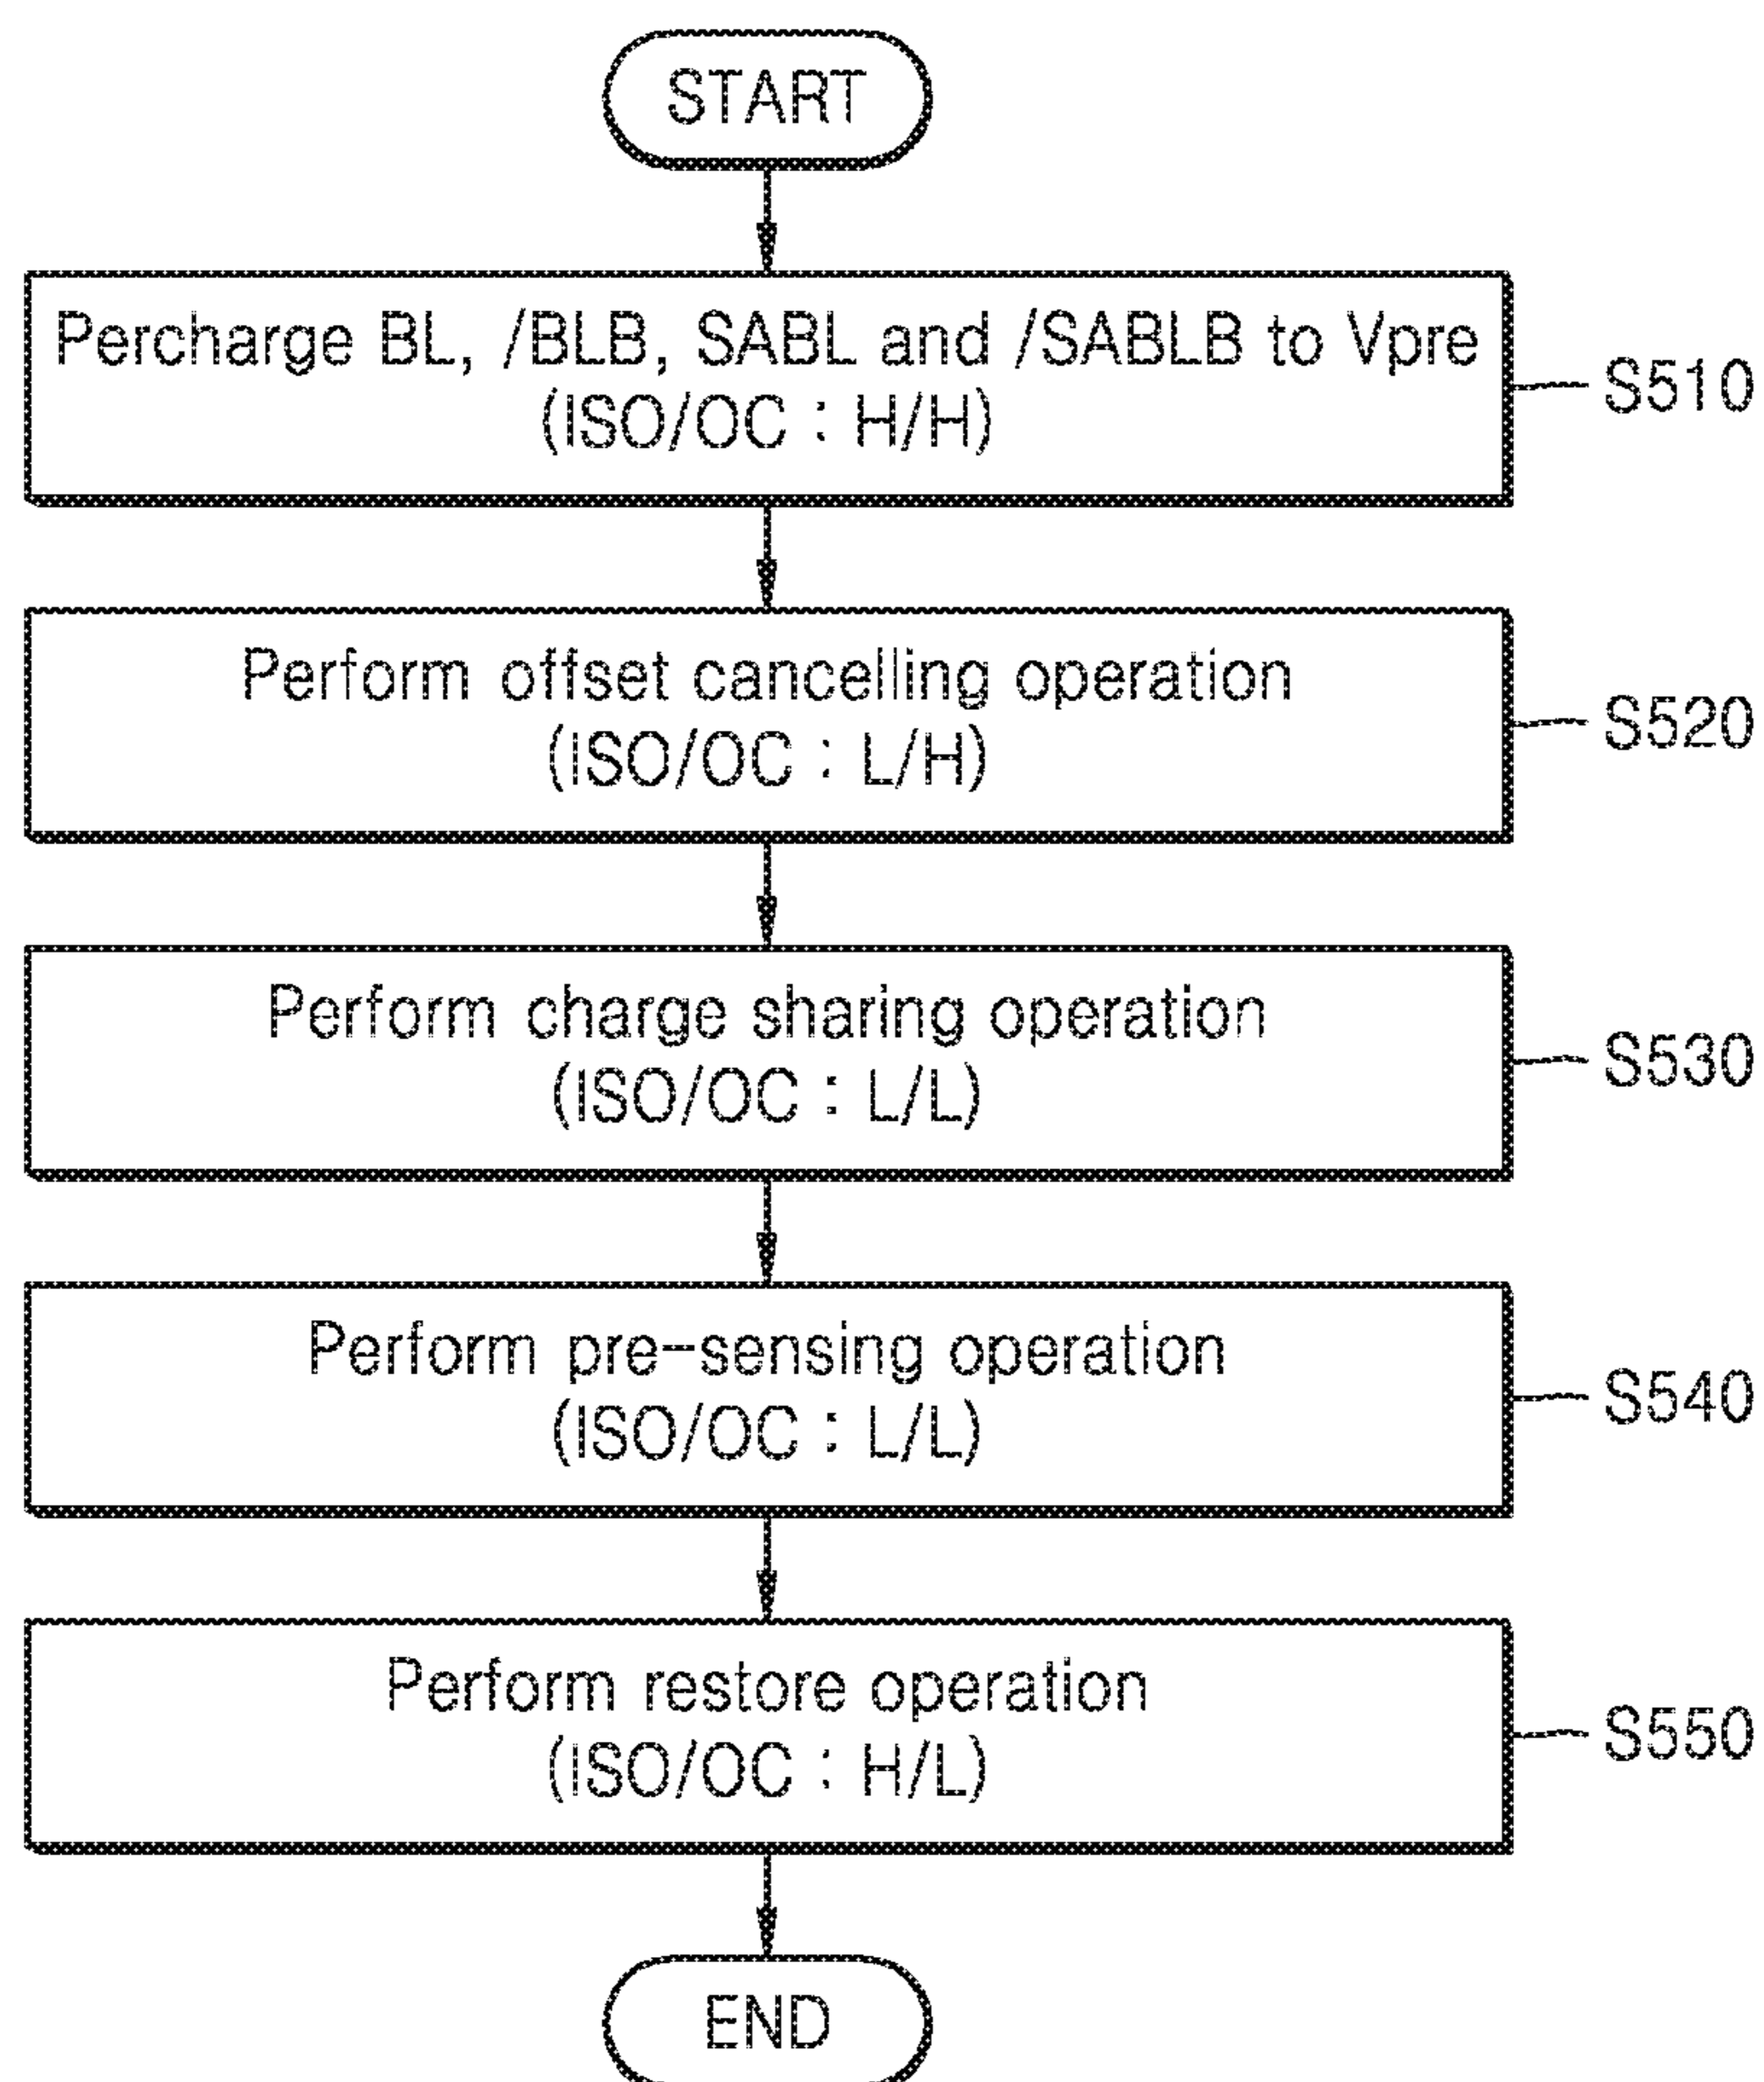 START
Percharge BL, /BLB, SABL and /SABLB to Vpre
(ISO/OC : H/H)
S510
Perform offset cancelling operation
(ISO/OC : L/H)
S520
Perform charge sharing operation
(ISO/OC : L/L)
S530
Perform pre-sensing operation
(ISO/OC : L/L)
S540
Perform restore operation
(ISO/OC : H/L)
S550
END